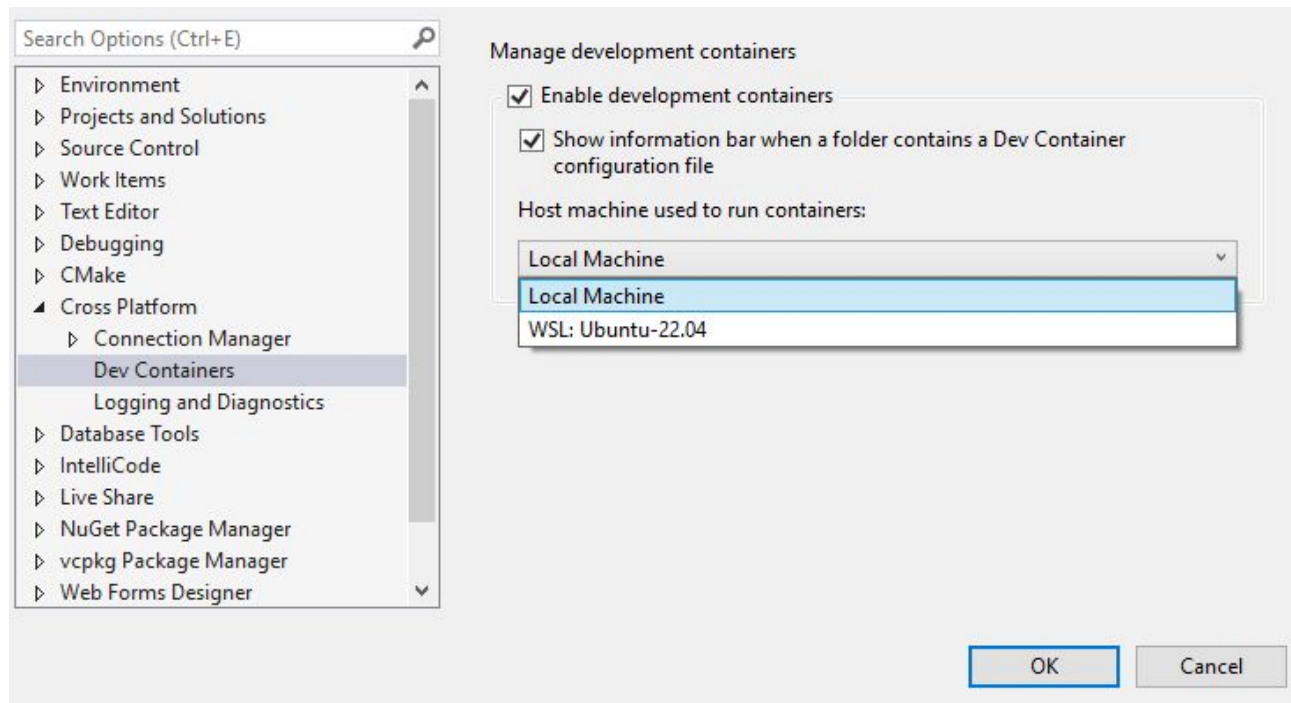 Search Options (Ctrl+E)
Environment
Projects and Solutions
Source Control
Work Items
Text Editor
Debugging
CMake
Cross Platform
Connection Manager
Dev Containers
Logging and Diagnostics
Database Tools
IntelliCode
Live Share
NuGet Package Manager
vcpkg Package Manager
Web Forms Designer
Manage development containers
Enable development containers
Show information bar when a folder contains a Dev Container
configuration file
Host machine used to run containers:
Local Machine
Local Machine
WSL: Ubuntu-22.04
OK
Cancel